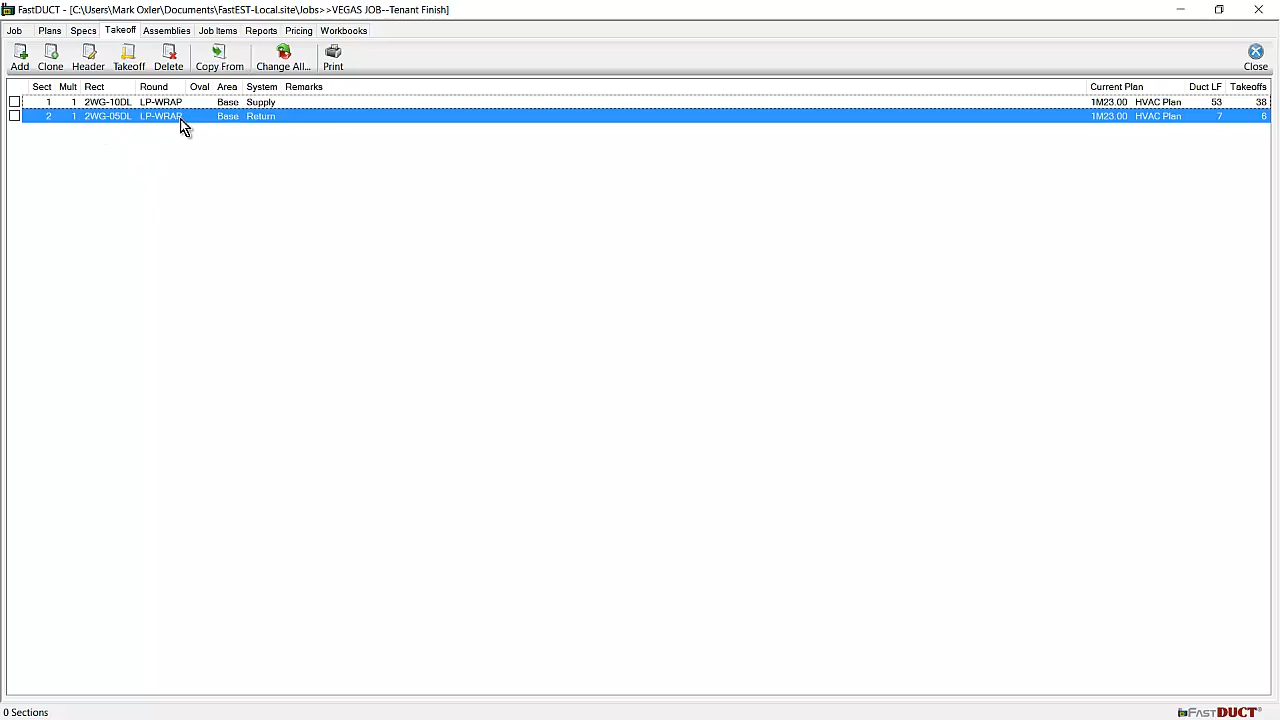 FastDUCT - [C:\Users\Mark Oxler\Documents\FastEST-Local.site\Jobs>>VEGAS JOB--Tenant Finish]
Job Plans Specs Takeoff Assemblies Job Items Reports Pricing Workbooks
Add Clone Header Takeoff Delete Copy From Change All... Print Close
Sect Mult Rect Round Oval Area System Remarks Current Plan Duct LF Takeoffs
1 1 2WG-10DL LP-WRAP Base Supply 1M23.00 HVAC Plan 53 38
2 1 2WG-05DL LP-WRAP Base Return 1M23.00 HVAC Plan 7 6
0 Sections FASTDUCT®